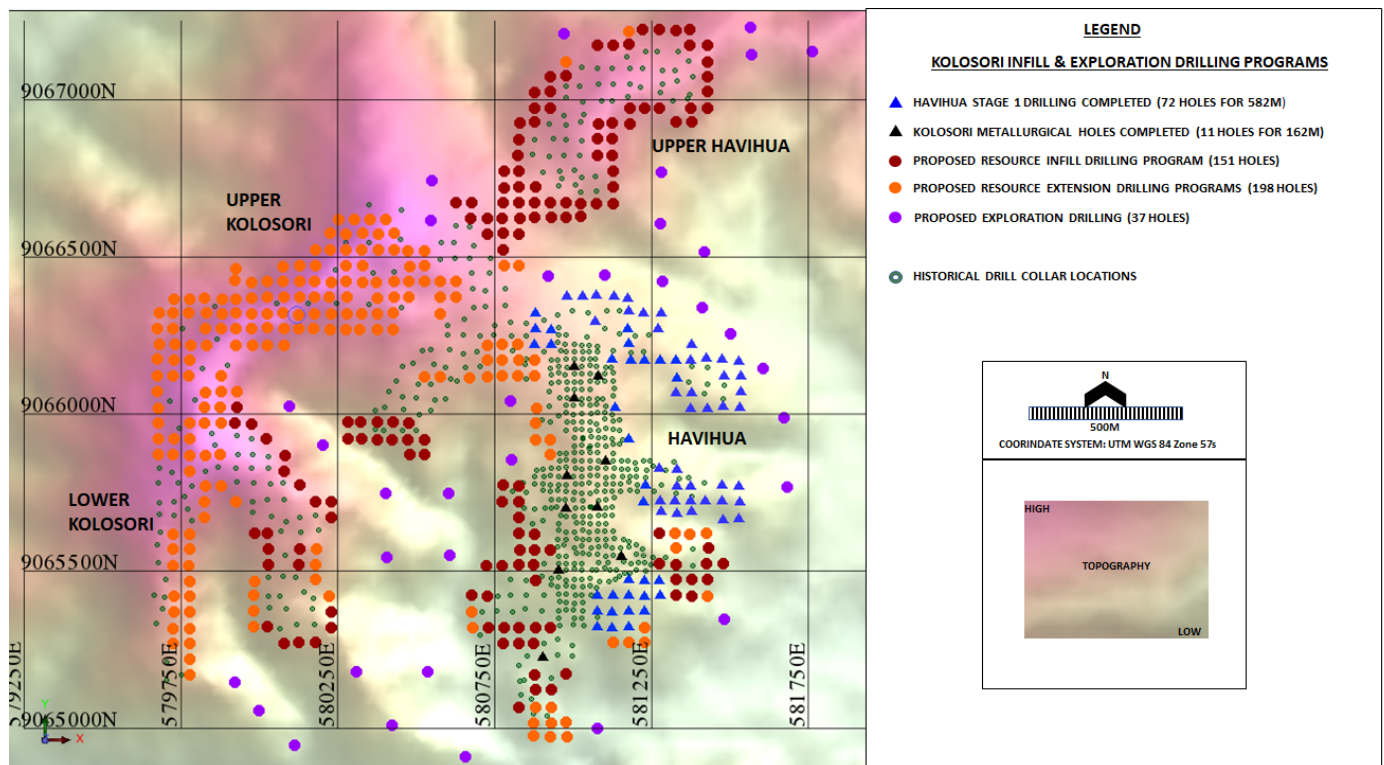 LEGEND
KOLOSORI INFILL & EXPLORATION DRILLING PROGRAMS
HAVIHUA STAGE 1 DRILLING COMPLETED (72 HOLES FOR 582M)
KOLOSORI METALLURGICAL HOLES COMPLETED (11 HOLES FOR 162M)
PROPOSED RESOURCE INFILL DRILLING PROGRAM (151 HOLES)
PROPOSED RESOURCE EXTENSION DRILLING PROGRAMS (198 HOLES)
PROPOSED EXPLORATION DRILLING (37 HOLES)
HISTORICAL DRILL COLLAR LOCATIONS
9067000N
UPPER HAVIHUA
UPPER
KOLOSORI
9066500N
9066000N
HAVIHUA
LOWER
KOLOSORI
9065500N
9065000N
579250E
579750E
580250E
580750E
581250E
581750E
Y
X
N
500M
COORINDATE SYSTEM: UTM WGS 84 Zone 57s
HIGH
TOPOGRAPHY
LOW